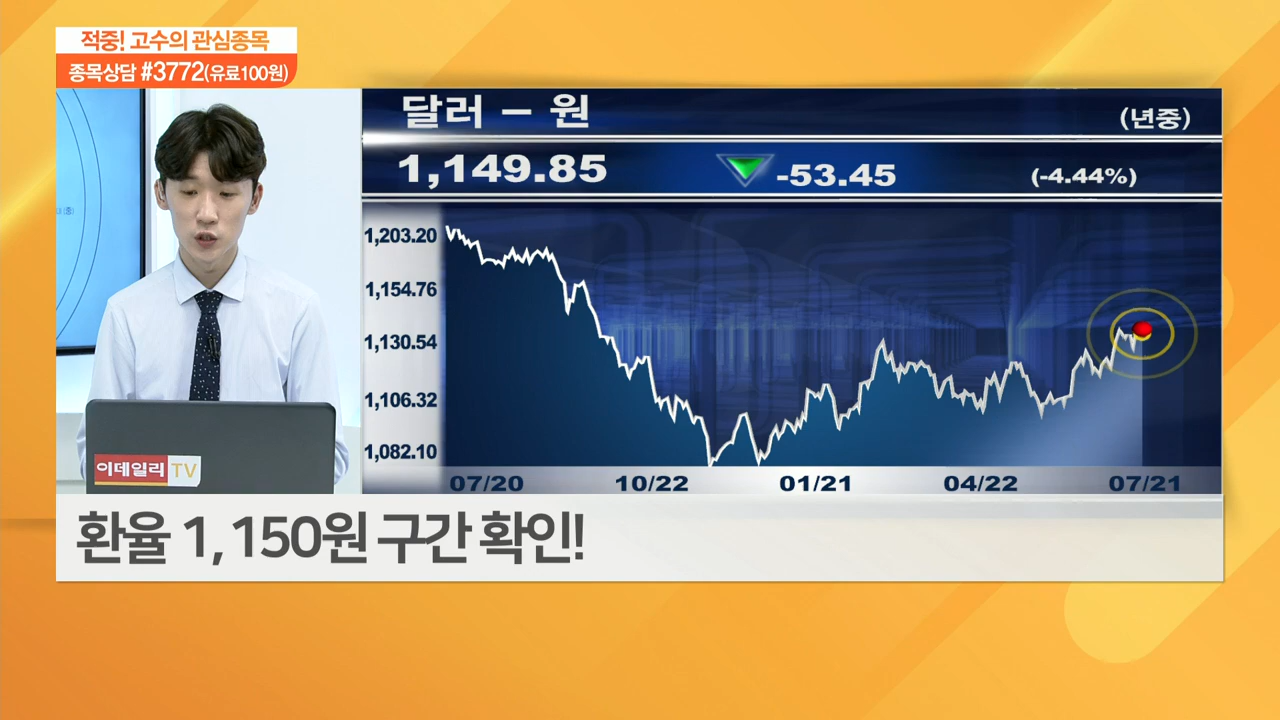 적중! 고수의 관심종목
종목상담 #3772(유료100원)
달러 – 원
(년중)
1,149.85
-53.45
(-4.44%)
1,203.20
1,154.76
1,130.54
1,106.32
1,082.10
07/20
10/22
01/21
04/22
07/21
이데일리 TV
환율 1,150원 구간 확인!